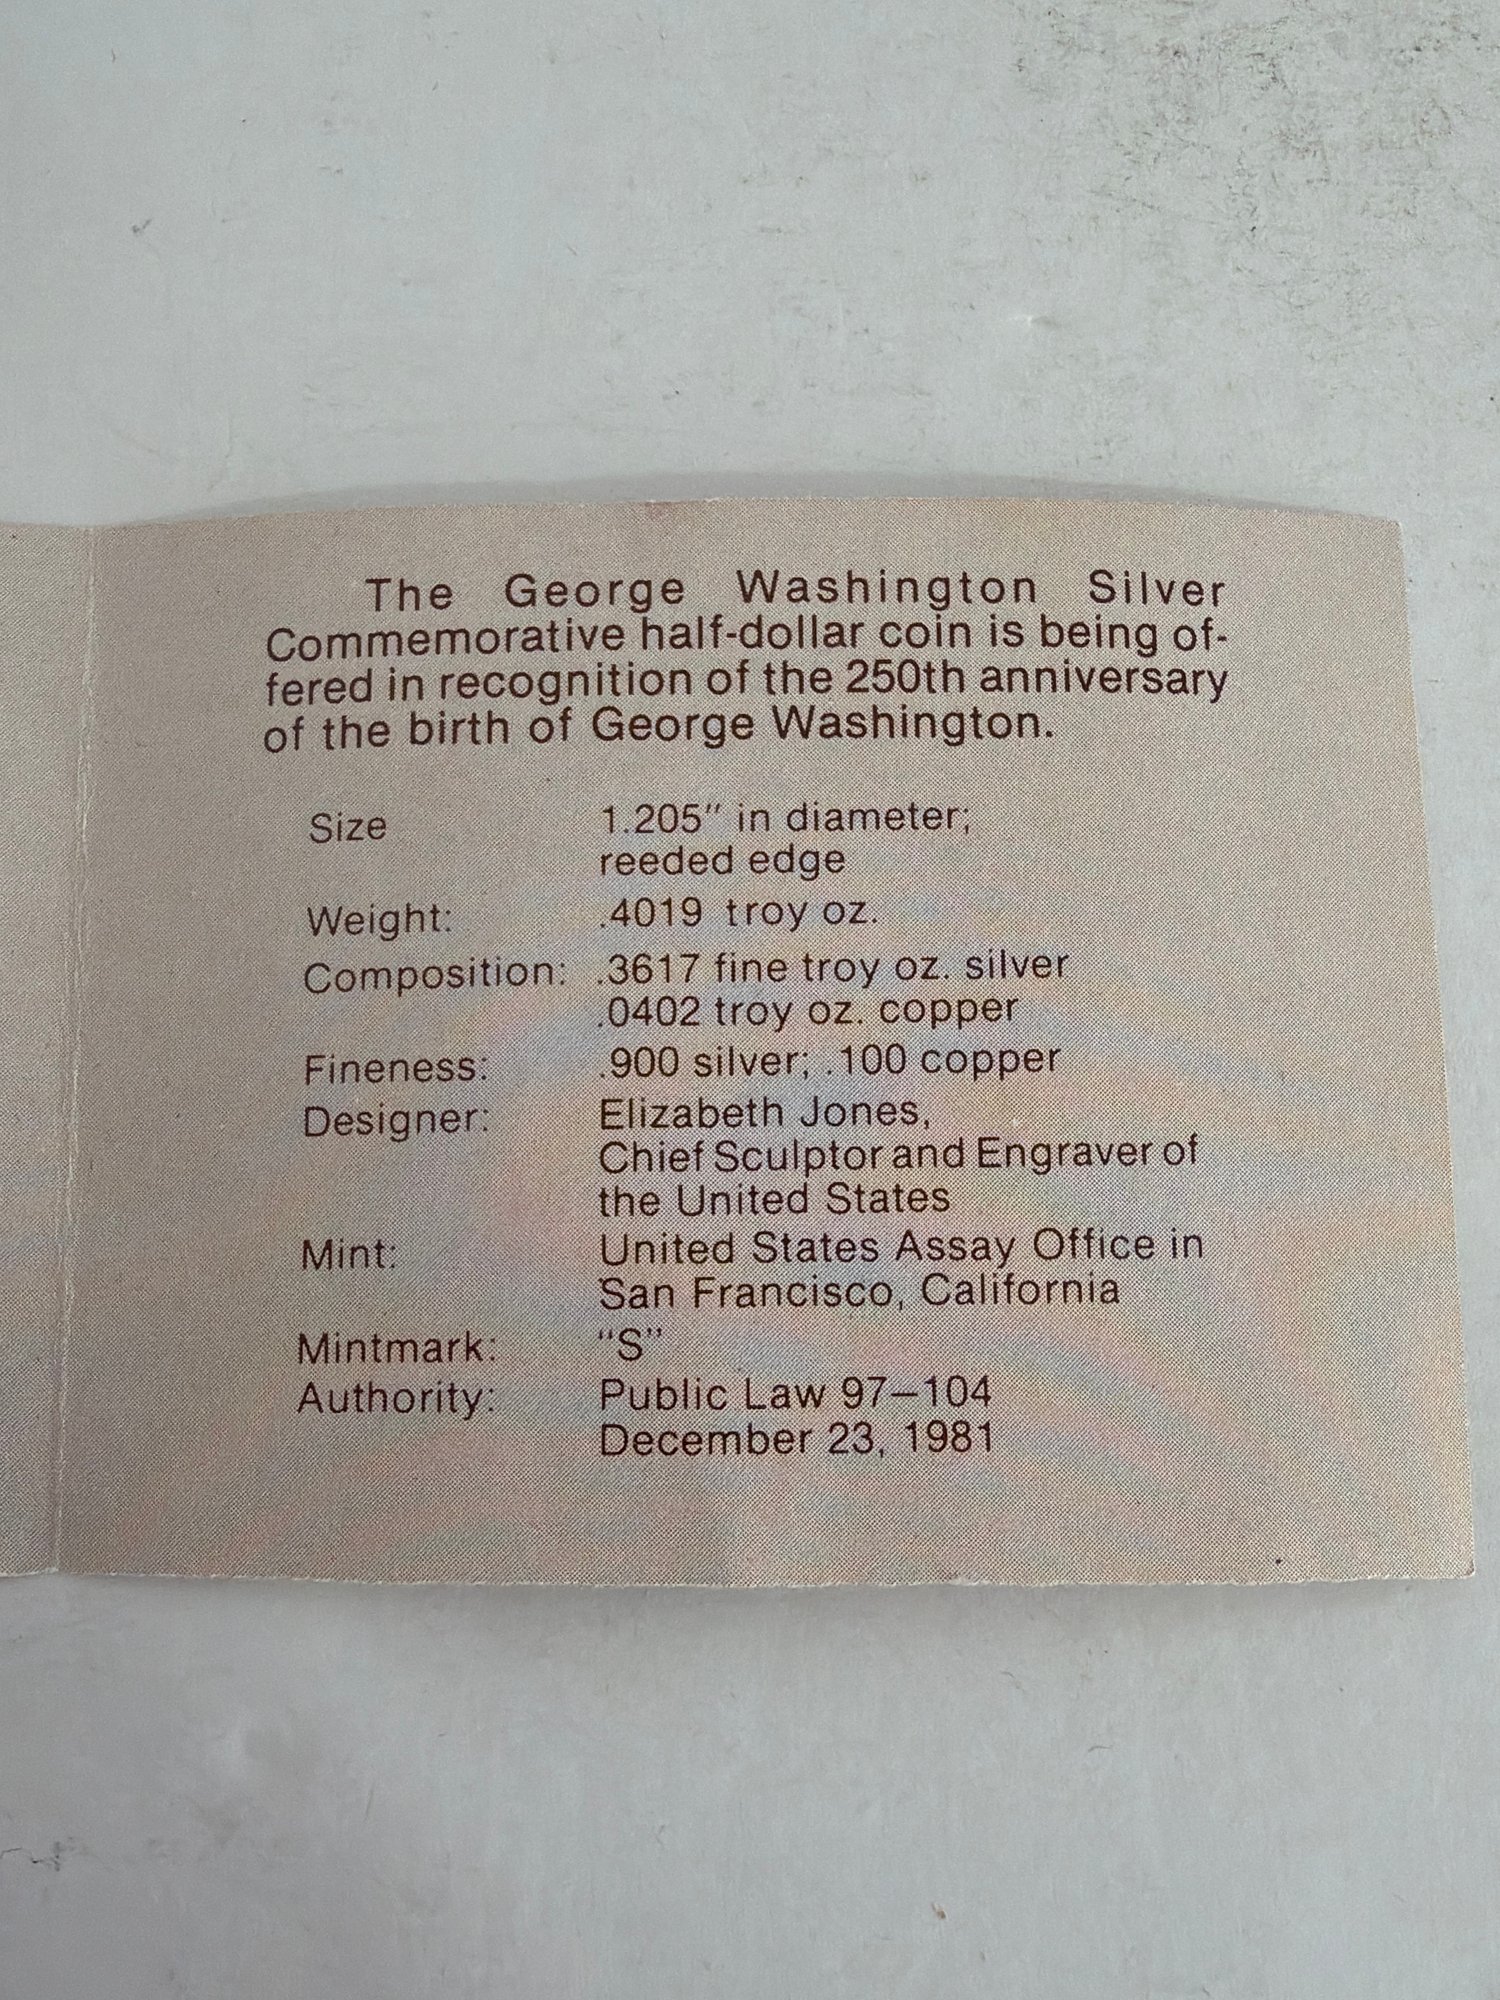 The George Washington Silver
Commemorative half-dollar coin is being of-
fered in recognition of the 250th anniversary
of the birth of George Washington.
Size 1.205" in diameter;
reeded edge
Weight: .4019 troy oz.
Composition: .3617 fine troy oz. silver
.0402 troy oz. copper
Fineness: .900 silver; .100 copper
Designer: Elizabeth Jones,
Chief Sculptor and Engraver of
the United States
Mint: United States Assay Office in
San Francisco, California
Mintmark: "S"
Authority: Public Law 97–104
December 23, 1981